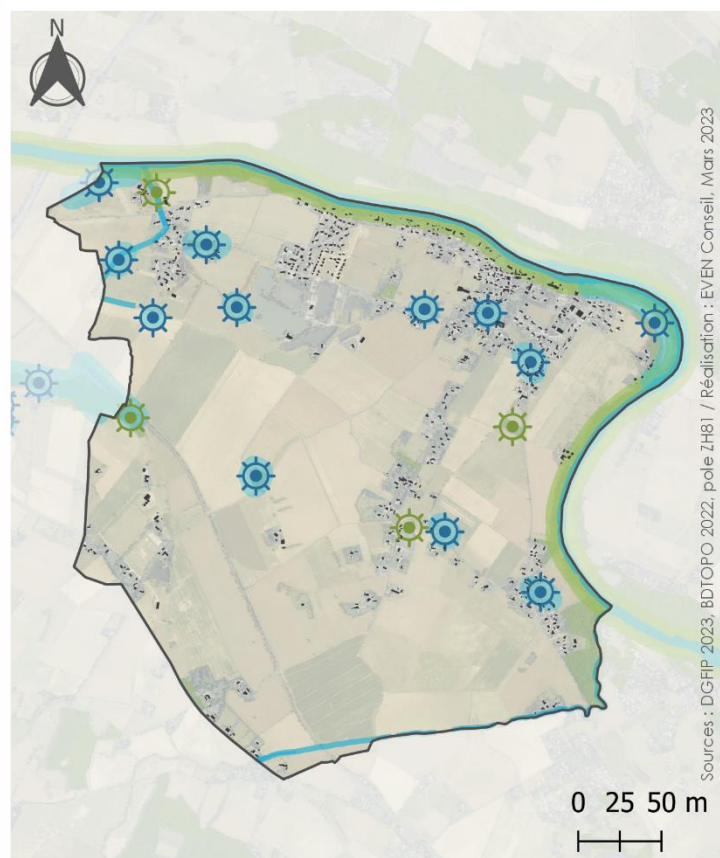 N
Sources : DGFIP 2023, BDTOPO 2022, pole ZH81 / Réalisation : EVEN Conseil, Mars 2023
0 25 50 m